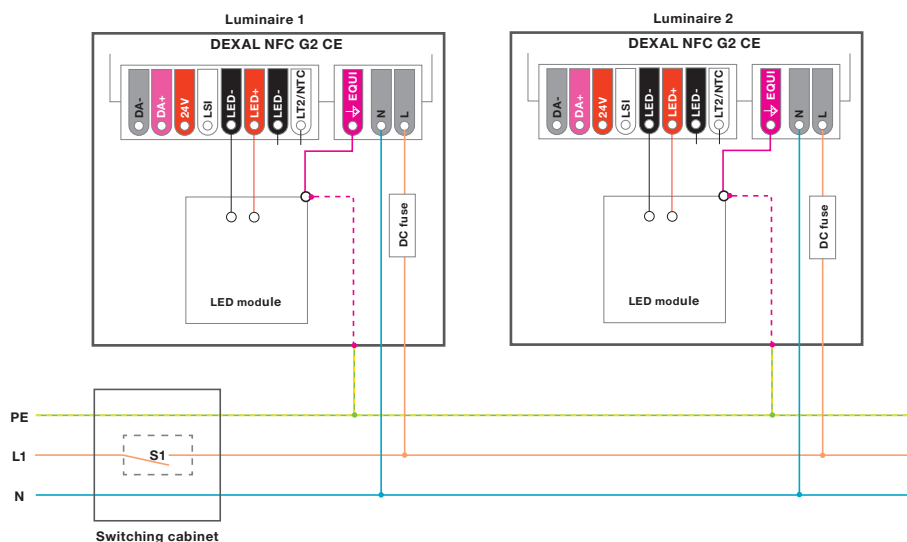 Luminaire 1
DEXAL NFC G2 CE
DA-
DA+
24V
LSI
LED-
LED+
LED-
LT2/NTC
EQUI
N
L
DC fuse
LED module
Luminaire 2
DEXAL NFC G2 CE
DA-
DA+
24V
LSI
LED-
LED+
LED-
LT2/NTC
EQUI
N
L
DC fuse
LED module
PE
L1
S1
N
Switching cabinet